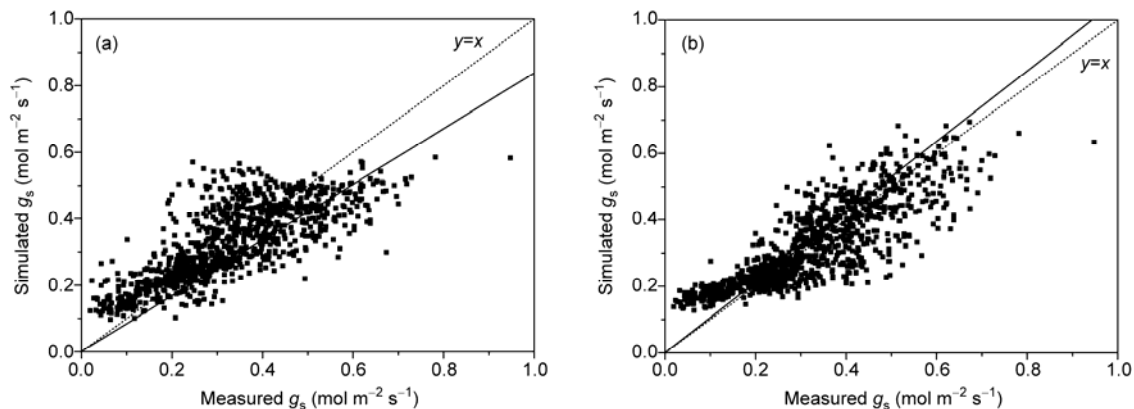 (a)
y=x
1.0
0.8
0.6
0.4
0.2
0.0
Simulated gₛ (mol m⁻² s⁻¹)
0.0 0.2 0.4 0.6 0.8 1.0
Measured gₛ (mol m⁻² s⁻¹)
(b)
y=x
1.0
0.8
0.6
0.4
0.2
0.0
Simulated gₛ (mol m⁻² s⁻¹)
0.0 0.2 0.4 0.6 0.8 1.0
Measured gₛ (mol m⁻² s⁻¹)